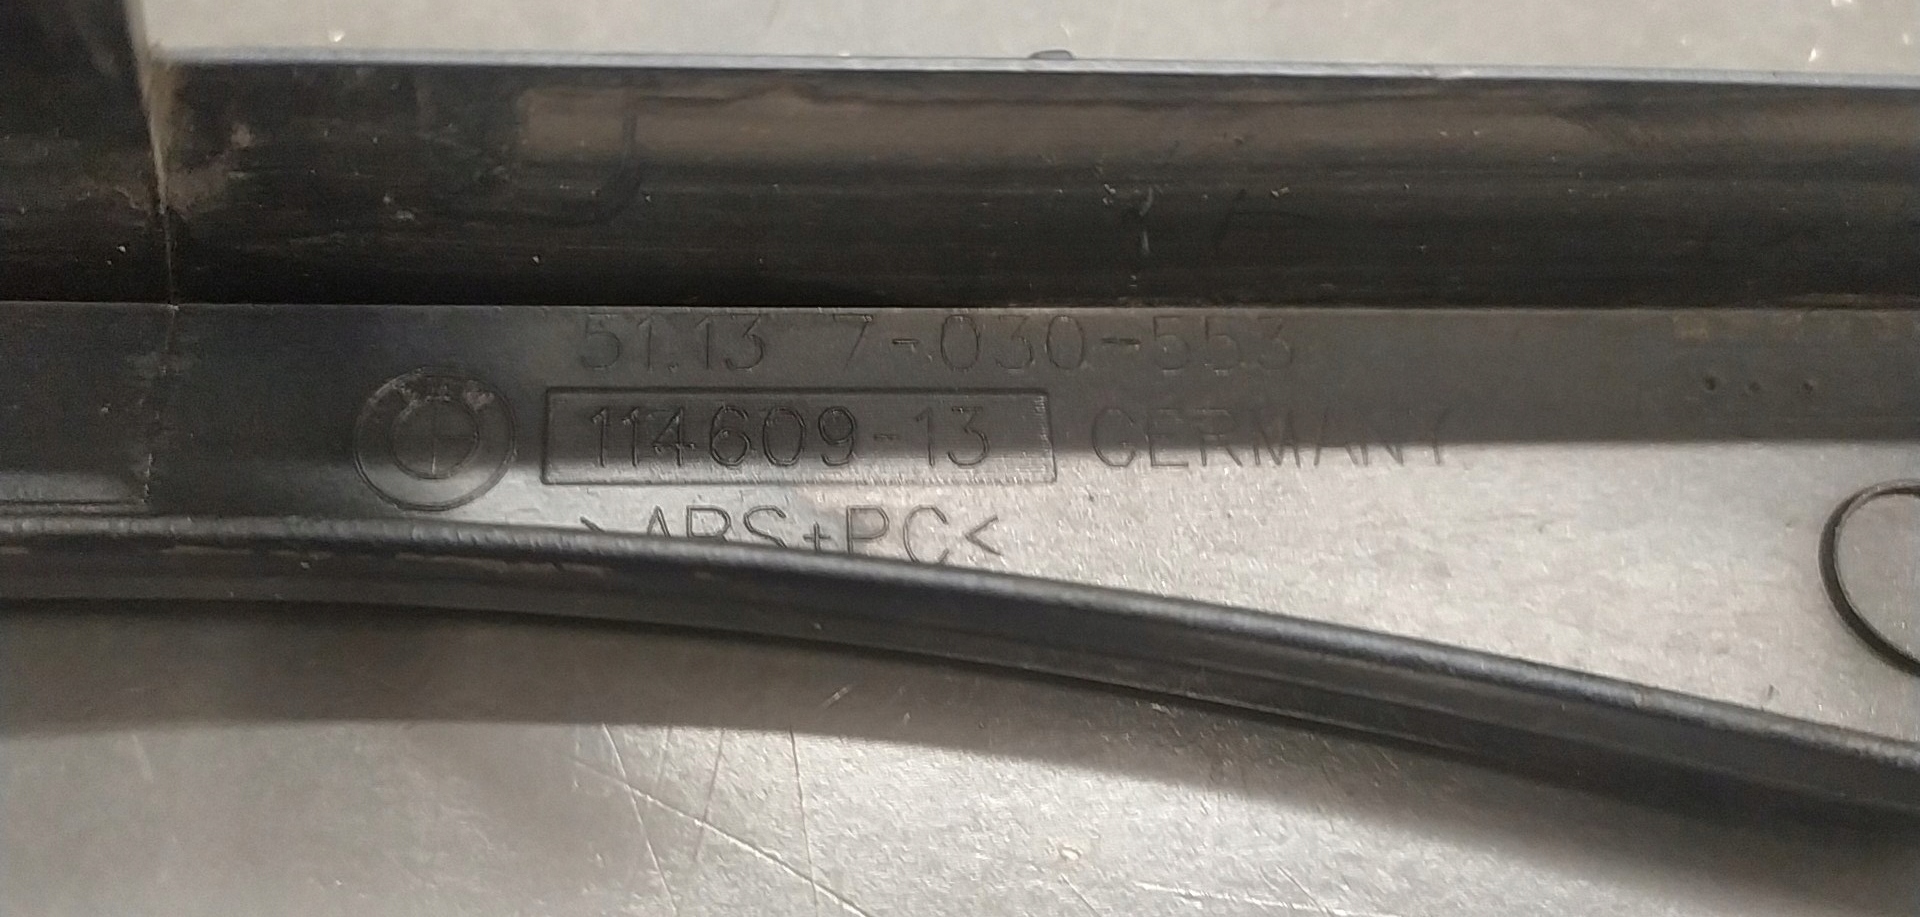 51.13 7-030-553
114609-13 GERMANY
>ABS+PC<